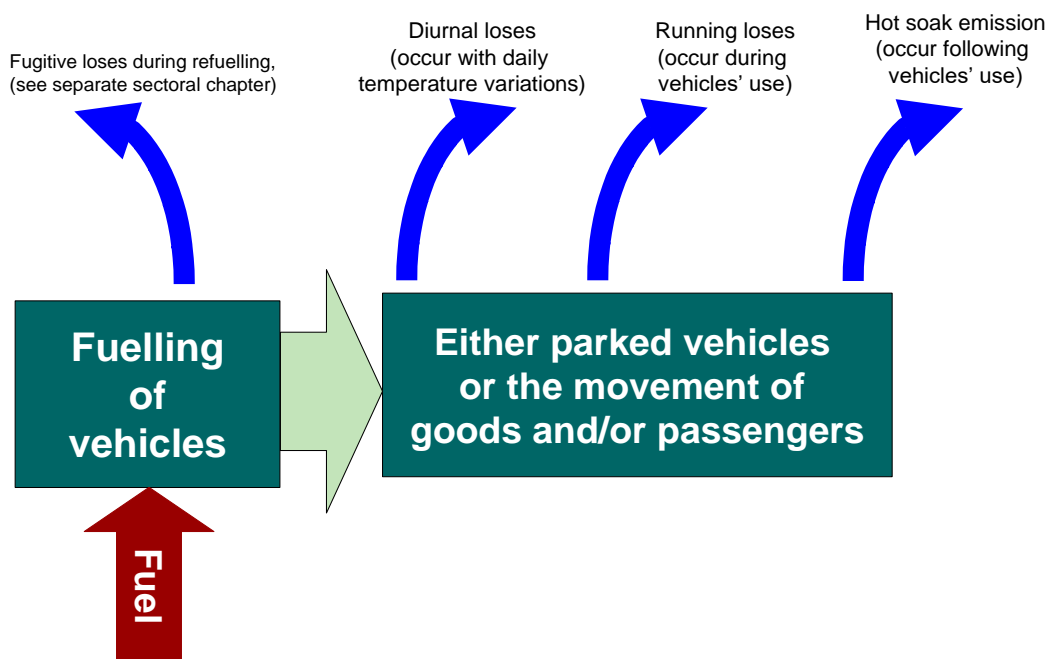 Fugitive loses during refuelling,
(see separate sectoral chapter)
Diurnal loses
(occur with daily
temperature variations)
Running loses
(occur during
vehicles' use)
Hot soak emission
(occur following
vehicles' use)
Fuelling
of
vehicles
Either parked vehicles
or the movement of
goods and/or passengers
Fuel